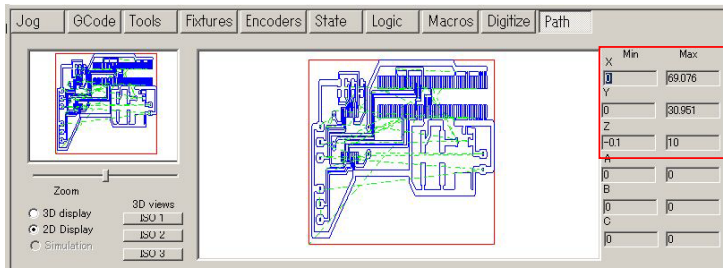 Jog GCode Tools Fixtures Encoders State Logic Macros Digitize Path
Min Max
X
0 69.076
Y
0 30.951
Z
-0.1 10
A
0 0
B
0 0
C
0 0
Zoom
3D display
2D Display
Simulation
3D views
ISO 1
ISO 2
ISO 3